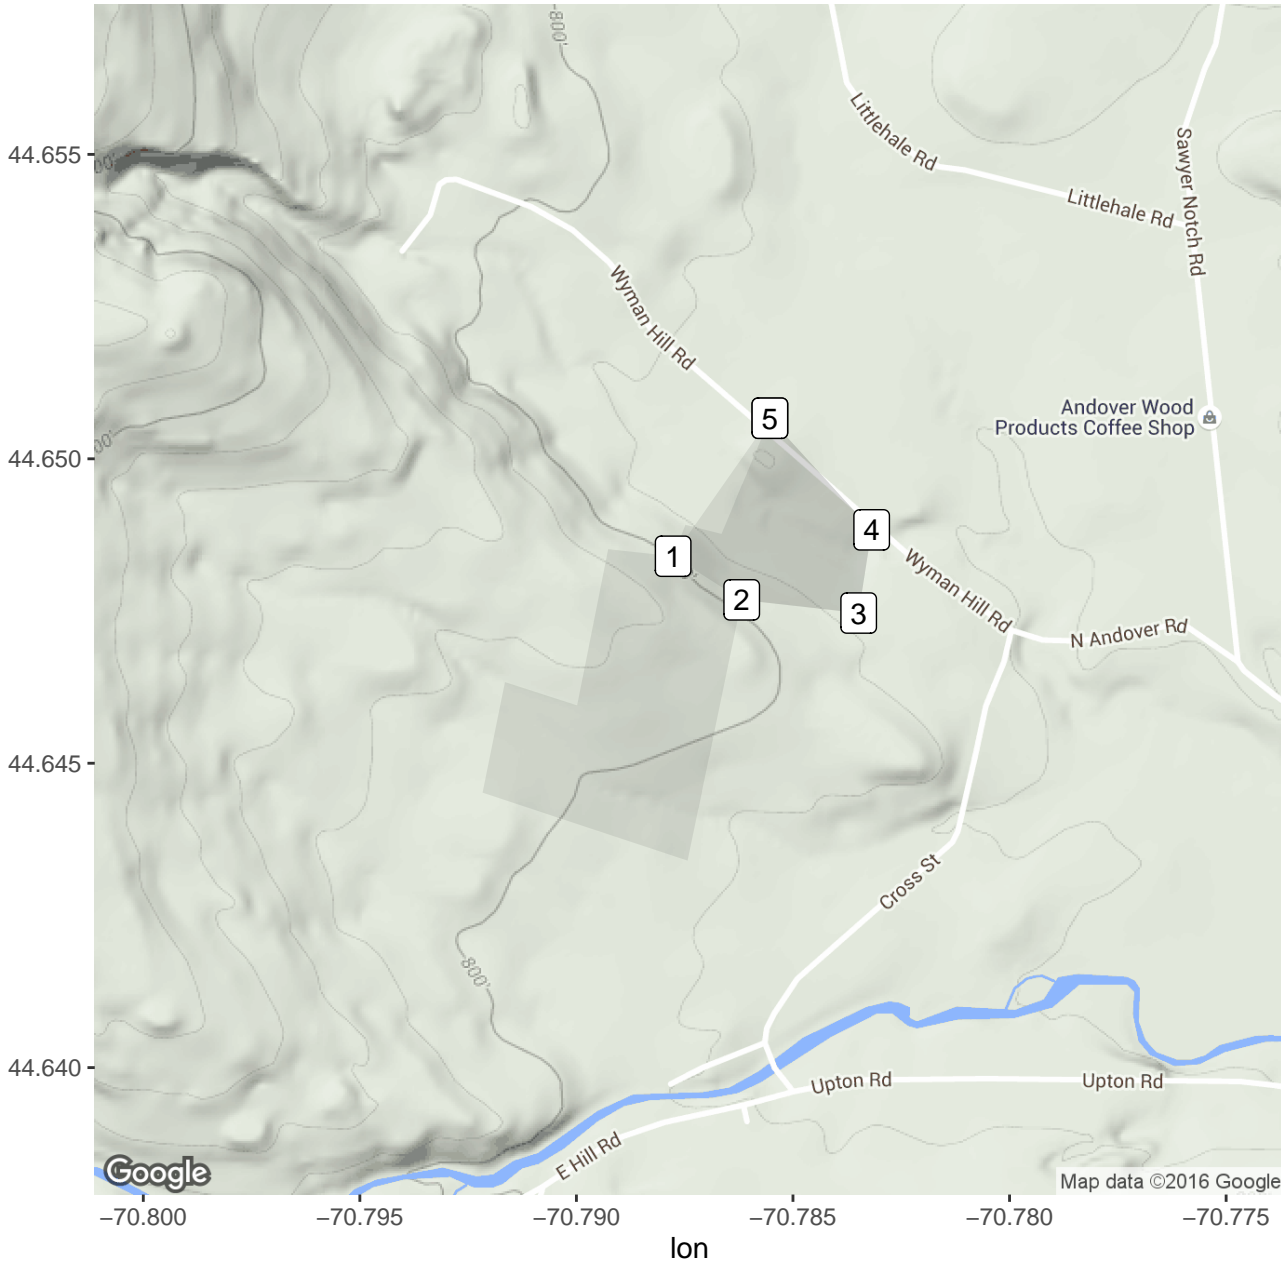 800'
Littlehale Rd
Sawyer Notch Rd
44.655
00'
Littlehale Rd
Wyman Hill Rd
Andover Wood
Products Coffee Shop
5
00'
44.650
4
1
Wyman Hill Rd
2
3
N Andover Rd
44.645
Cross St
800'
44.640
Upton Rd
Upton Rd
E Hill Rd
Google
Map data ©2016 Google
−70.800
−70.795
−70.790
−70.785
−70.780
−70.775
lon